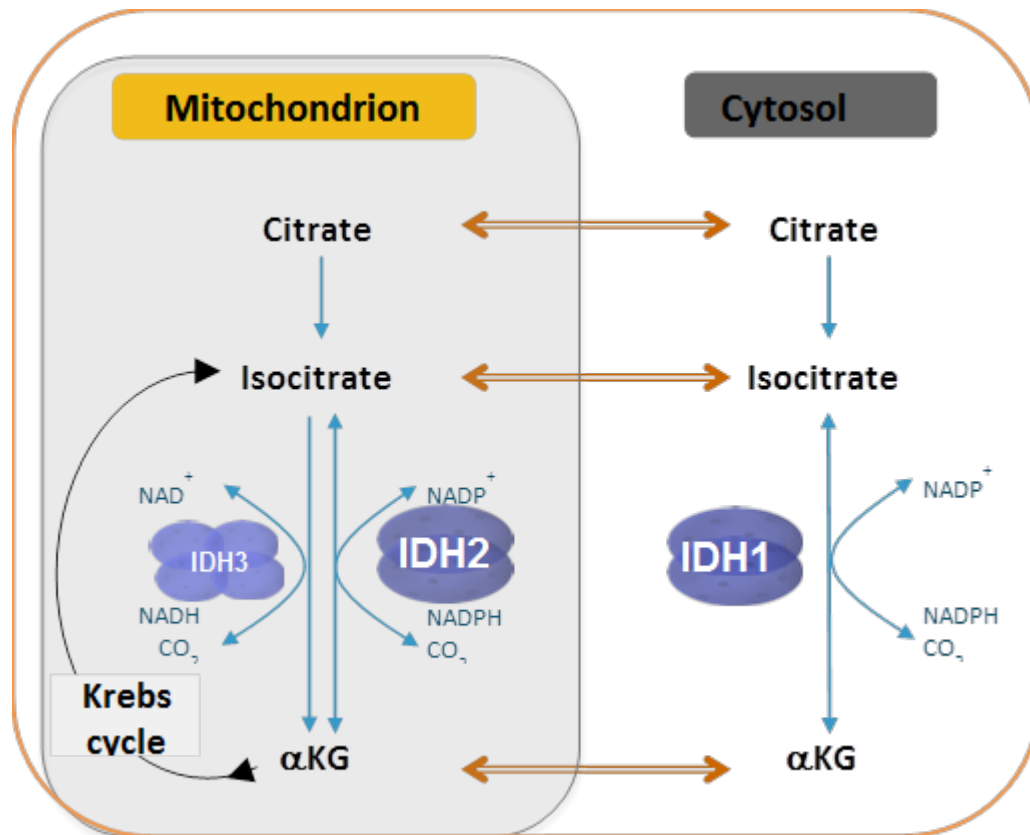 Mitochondrion
Cytosol
Citrate
Citrate
Isocitrate
Isocitrate
NAD+
NADP+
NADP+
IDH3
IDH2
IDH1
NADH
CO2
NADPH
CO2
NADPH
CO2
Krebs
cycle
αKG
αKG